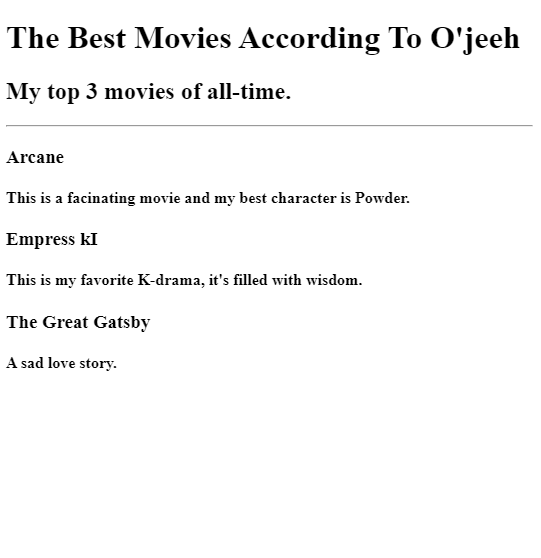 The Best Movies According To O'jeeh
My top 3 movies of all-time.
Arcane
This is a facinating movie and my best character is Powder.
Empress kI
This is my favorite K-drama, it's filled with wisdom.
The Great Gatsby
A sad love story.